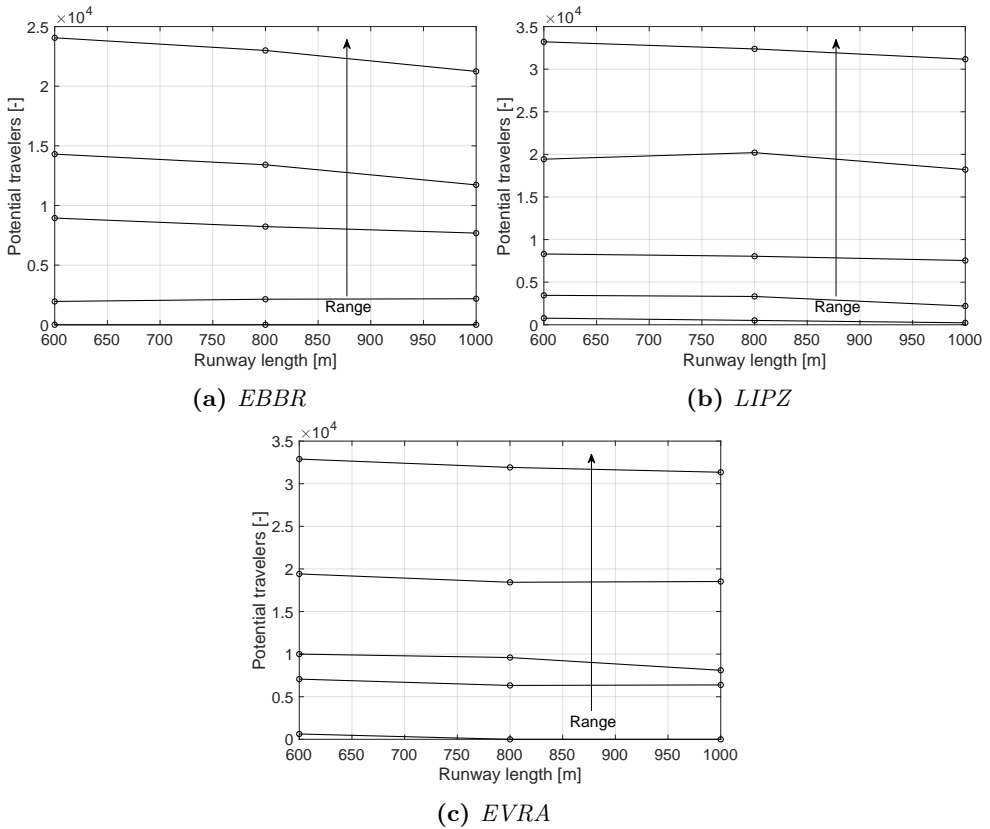 ×10^4
2.5
2
1.5
1
0.5
0
Potential travelers [-]
Range
600 650 700 750 800 850 900 950 1000
Runway length [m]
(a) EBBR
×10^4
3.5
3
2.5
2
1.5
1
0.5
0
Potential travelers [-]
Range
600 650 700 750 800 850 900 950 1000
Runway length [m]
(b) LIPZ
×10^4
3.5
3
2.5
2
1.5
1
0.5
0
Potential travelers [-]
Range
600 650 700 750 800 850 900 950 1000
Runway length [m]
(c) EVRA